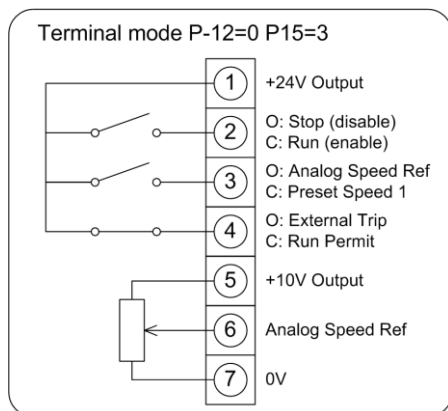 Terminal mode P-12=0 P15=3
1 +24V Output
2 O: Stop (disable)
C: Run (enable)
3 O: Analog Speed Ref
C: Preset Speed 1
4 O: External Trip
C: Run Permit
5 +10V Output
6 Analog Speed Ref
7 0V